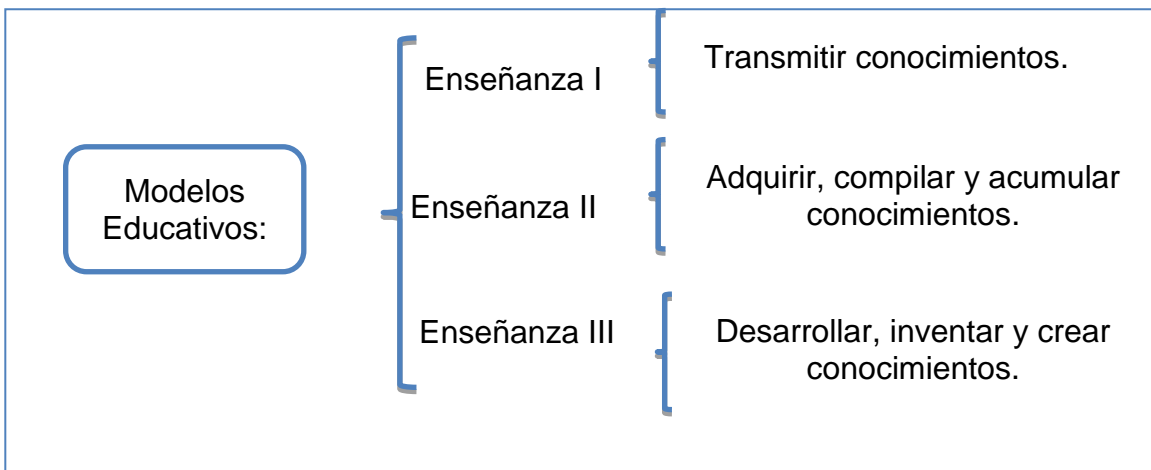 Modelos
Educativos:
Enseñanza I
Transmitir conocimientos.
Enseñanza II
Adquirir, compilar y acumular
conocimientos.
Enseñanza III
Desarrollar, inventar y crear
conocimientos.